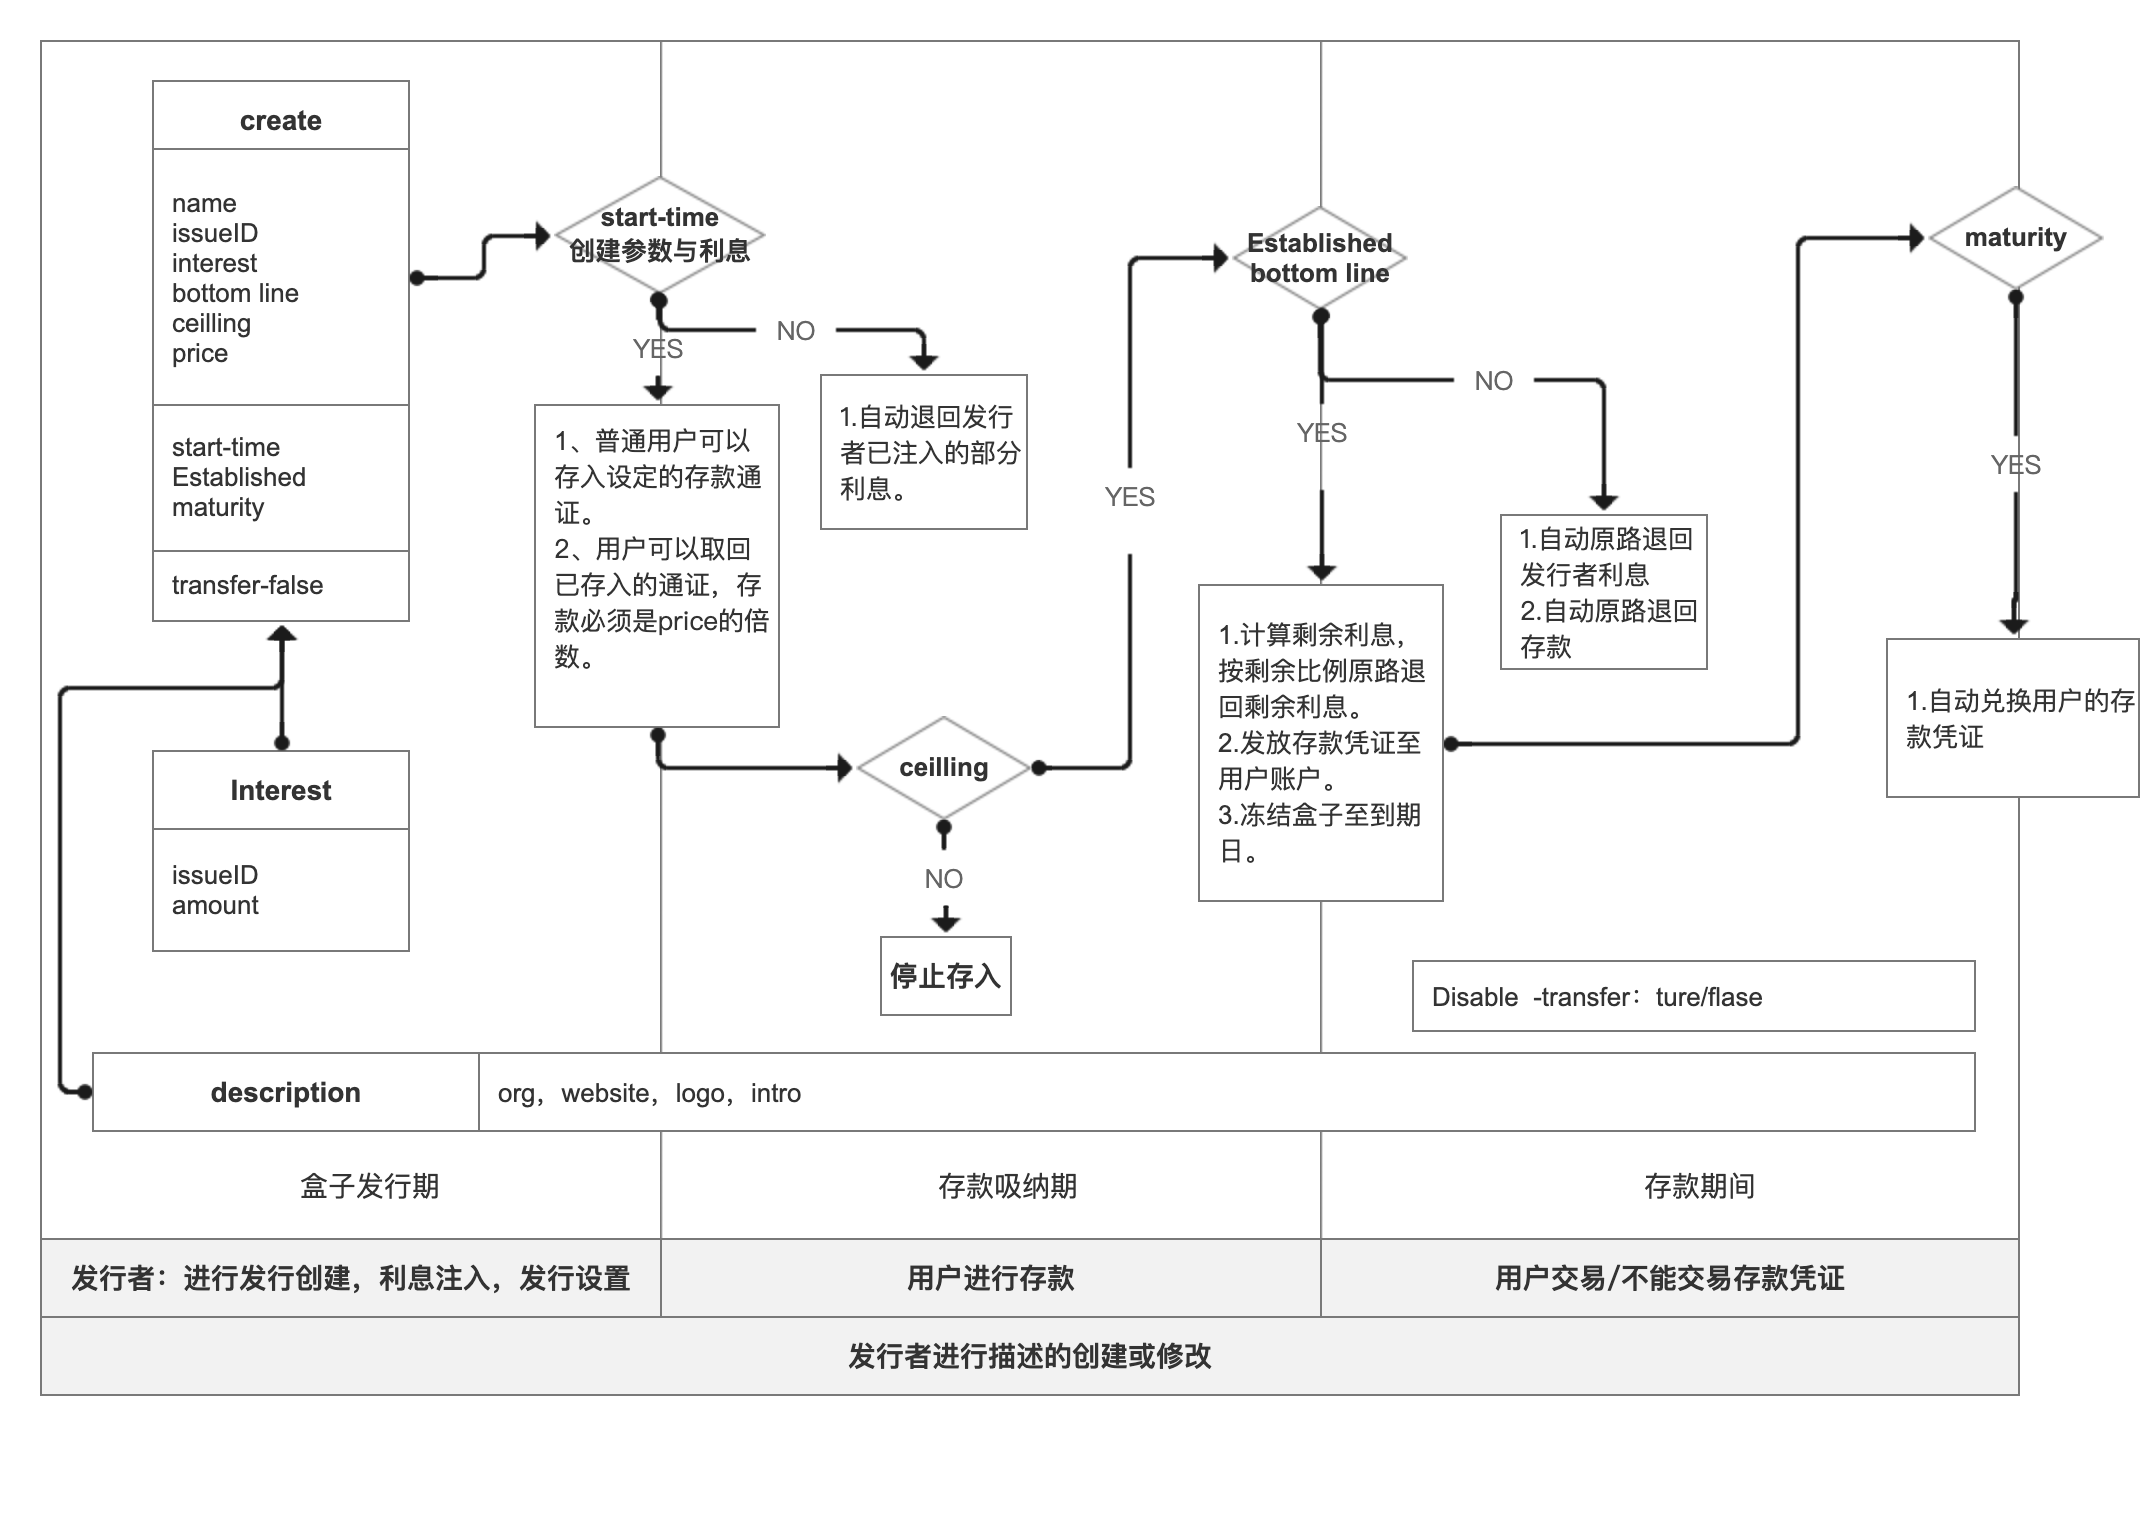 create
name
issueID
interest
bottom line
ceilling
price
start-time
Established
maturity
transfer-false
Interest
issueID
amount
start-time
创建参数与利息
YES
NO
1、普通用户可以
存入设定的存款通
证。
2、用户可以取回
已存入的通证，存
款必须是price的倍
数。
1.自动退回发行
者已注入的部分
利息。
ceilling
NO
停止存入
YES
Established
bottom line
YES
NO
1.计算剩余利息，
按剩余比例原路退
回剩余利息。
2.发放存款凭证至
用户账户。
3.冻结盒子至到期
日。
1.自动原路退回
发行者利息
2.自动原路退回
存款
maturity
YES
1.自动兑换用户的存
款凭证
Disable -transfer：ture/flase
description
org，website，logo，intro
盒子发行期
存款吸纳期
存款期间
发行者：进行发行创建，利息注入，发行设置
用户进行存款
用户交易/不能交易存款凭证
发行者进行描述的创建或修改